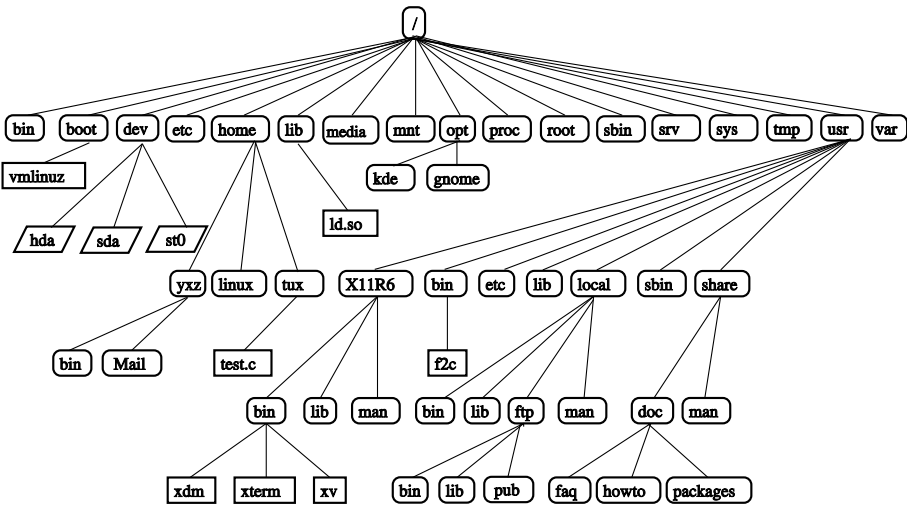 /
bin boot dev etc home lib media mnt opt proc root sbin srv sys tmp usr var
vmlinuz kde gnome
ld.so
hda sda st0
yxz linux tux X11R6 bin etc lib local sbin share
bin Mail test.c f2c
bin lib man bin lib ftp man doc man
xdm xterm xv bin lib pub faq howto packages